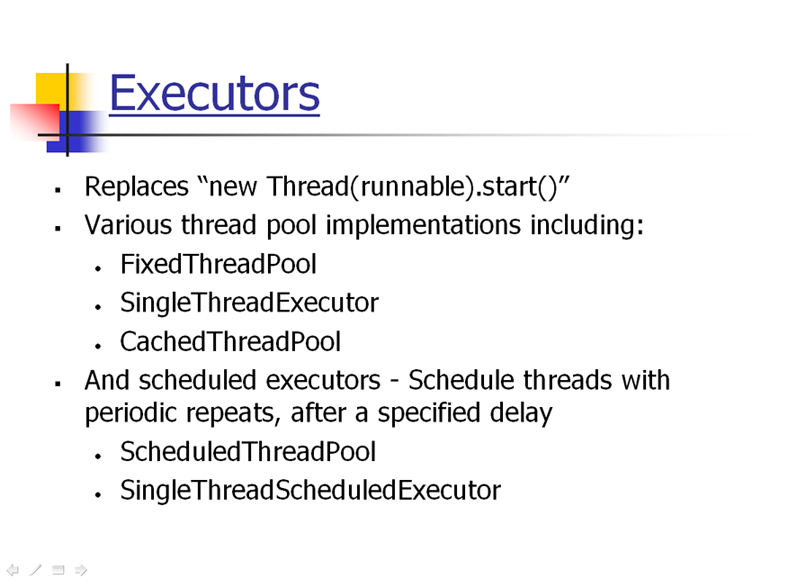 Executors
Replaces “new Thread(runnable).start()”
Various thread pool implementations including:
FixedThreadPool
SingleThreadExecutor
CachedThreadPool
And scheduled executors - Schedule threads with
periodic repeats, after a specified delay
ScheduledThreadPool
SingleThreadScheduledExecutor